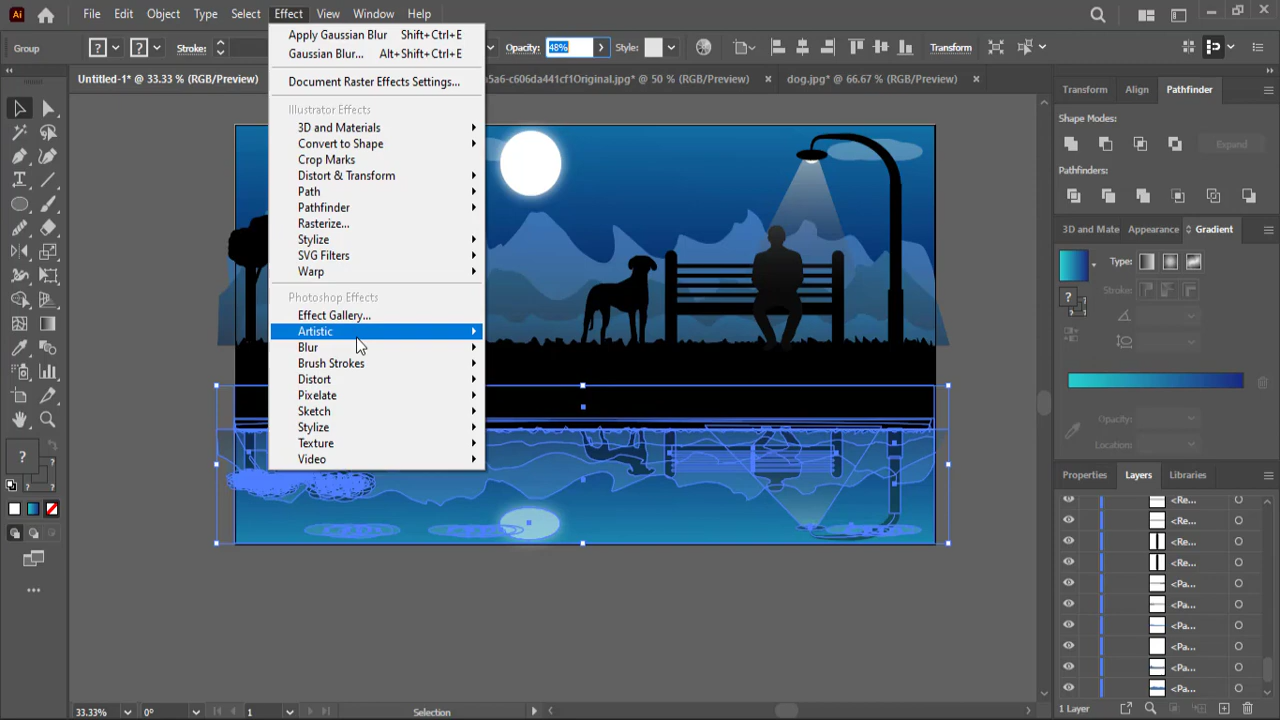 Ai File Edit Object Type Select Effect View Window Help
Group ? ? Stroke: Opacity: 48% Style: Transform
Untitled-1* @ 33.33 % (RGB/Preview) a5a6-c606da441cf1Original.jpg* @ 50 % (RGB/Preview) × dog.jpg* @ 66.67 % (RGB/Preview) ×
Apply Gaussian Blur Shift+Ctrl+E
Gaussian Blur... Alt+Shift+Ctrl+E
Document Raster Effects Settings...
Illustrator Effects
3D and Materials
Convert to Shape
Crop Marks
Distort & Transform
Path
Pathfinder
Rasterize...
Stylize
SVG Filters
Warp
Photoshop Effects
Effect Gallery...
Artistic
Blur
Brush Strokes
Distort
Pixelate
Sketch
Stylize
Texture
Video
Transform Align Pathfinder
Shape Modes:
Expand
Pathfinders:
3D and Mate Appearance Gradient
Type:
Stroke:
?
Opacity:
Location:
Properties Layers Libraries
<Re...
<Re...
<Re...
<Re...
<Pa...
<Pa...
<Pa...
<Pa...
<Pa...
<Pa...
1 Layer
?
33.33% 0° 1 Selection